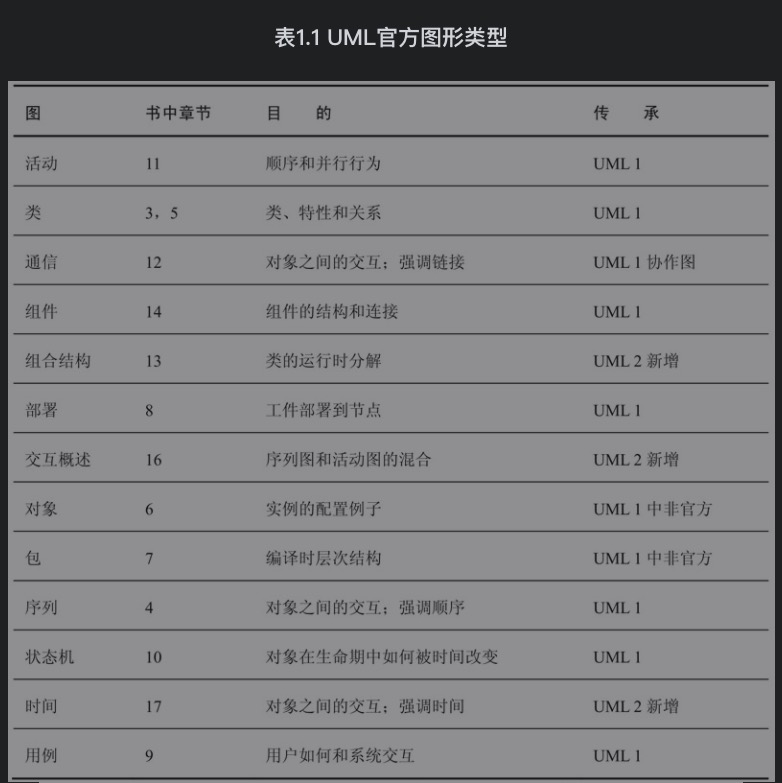 表1.1 UML官方图形类型
图 书中章节 目 的 传 承
活动 11 顺序和并行行为 UML 1
类 3，5 类、特性和关系 UML 1
通信 12 对象之间的交互；强调链接 UML 1 协作图
组件 14 组件的结构和连接 UML 1
组合结构 13 类的运行时分解 UML 2 新增
部署 8 工件部署到节点 UML 1
交互概述 16 序列图和活动图的混合 UML 2 新增
对象 6 实例的配置例子 UML 1 中非官方
包 7 编译时层次结构 UML 1 中非官方
序列 4 对象之间的交互；强调顺序 UML 1
状态机 10 对象在生命期中如何被时间改变 UML 1
时间 17 对象之间的交互；强调时间 UML 2 新增
用例 9 用户如何和系统交互 UML 1